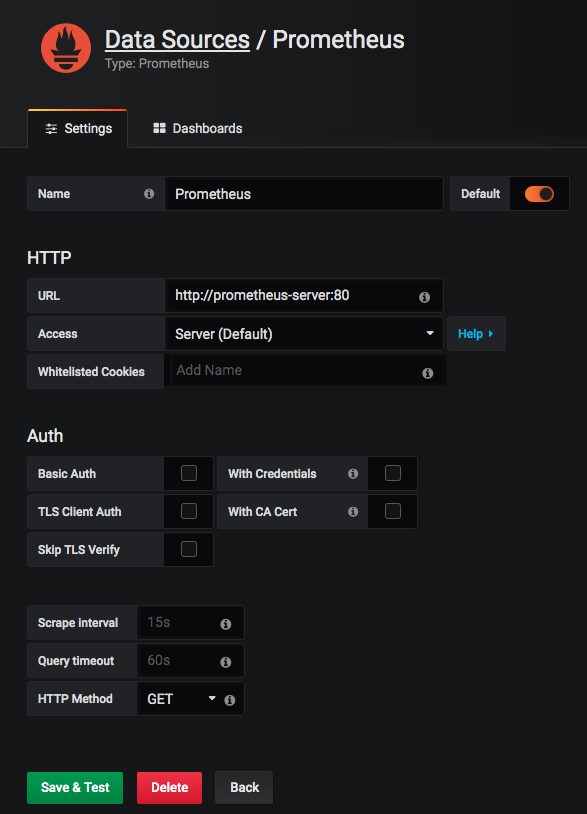 Data Sources / Prometheus
Type: Prometheus
Settings
Dashboards
Name
Prometheus
Default
HTTP
URL
http://prometheus-server:80
Access
Server (Default)
Help
Whitelisted Cookies
Add Name
Auth
Basic Auth
With Credentials
TLS Client Auth
With CA Cert
Skip TLS Verify
Scrape interval
15s
Query timeout
60s
HTTP Method
GET
Save & Test
Delete
Back